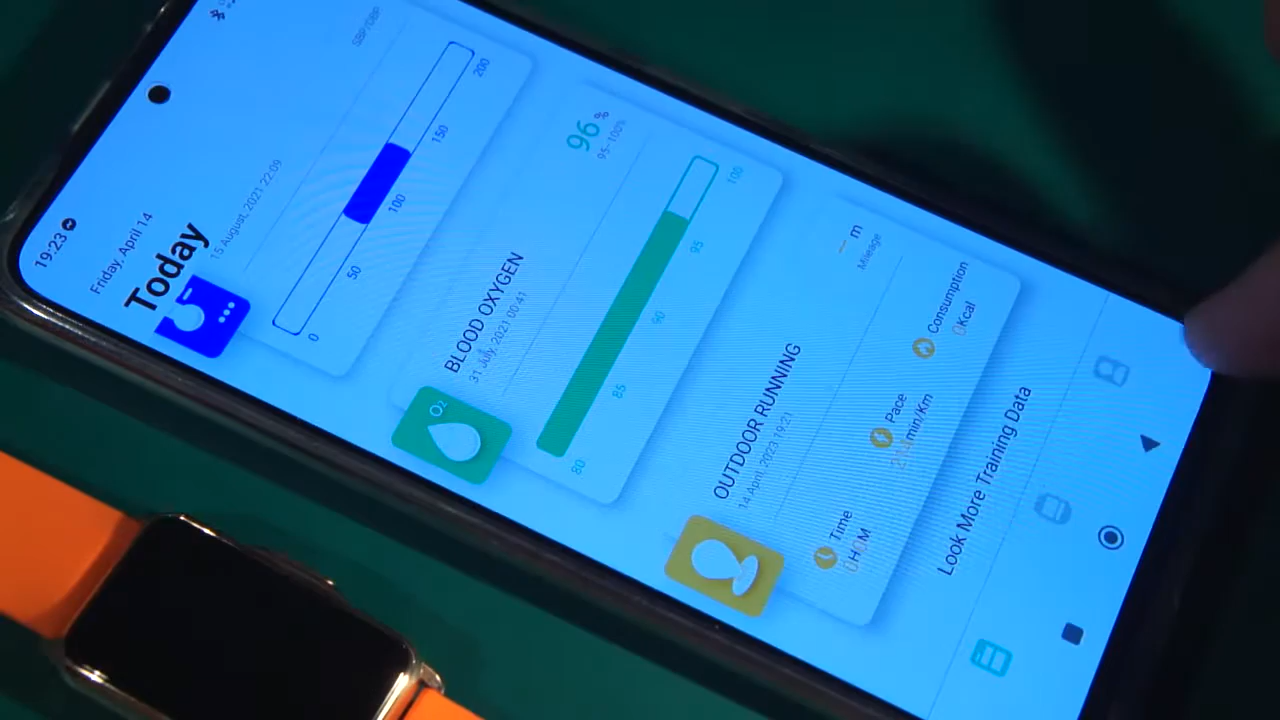 19:23
Friday, April 14
Today
15 August, 2021 22:09
SBP/DBP
0
50
100
150
200
BLOOD OXYGEN
31 July, 2021 00:41
96 %
95-100%
O2
80
85
90
95
100
OUTDOOR RUNNING
14 April, 2023 19:21
-- m
Mileage
Time
0H0M
Pace
min/Km
Consumption
0Kcal
Look More Training Data